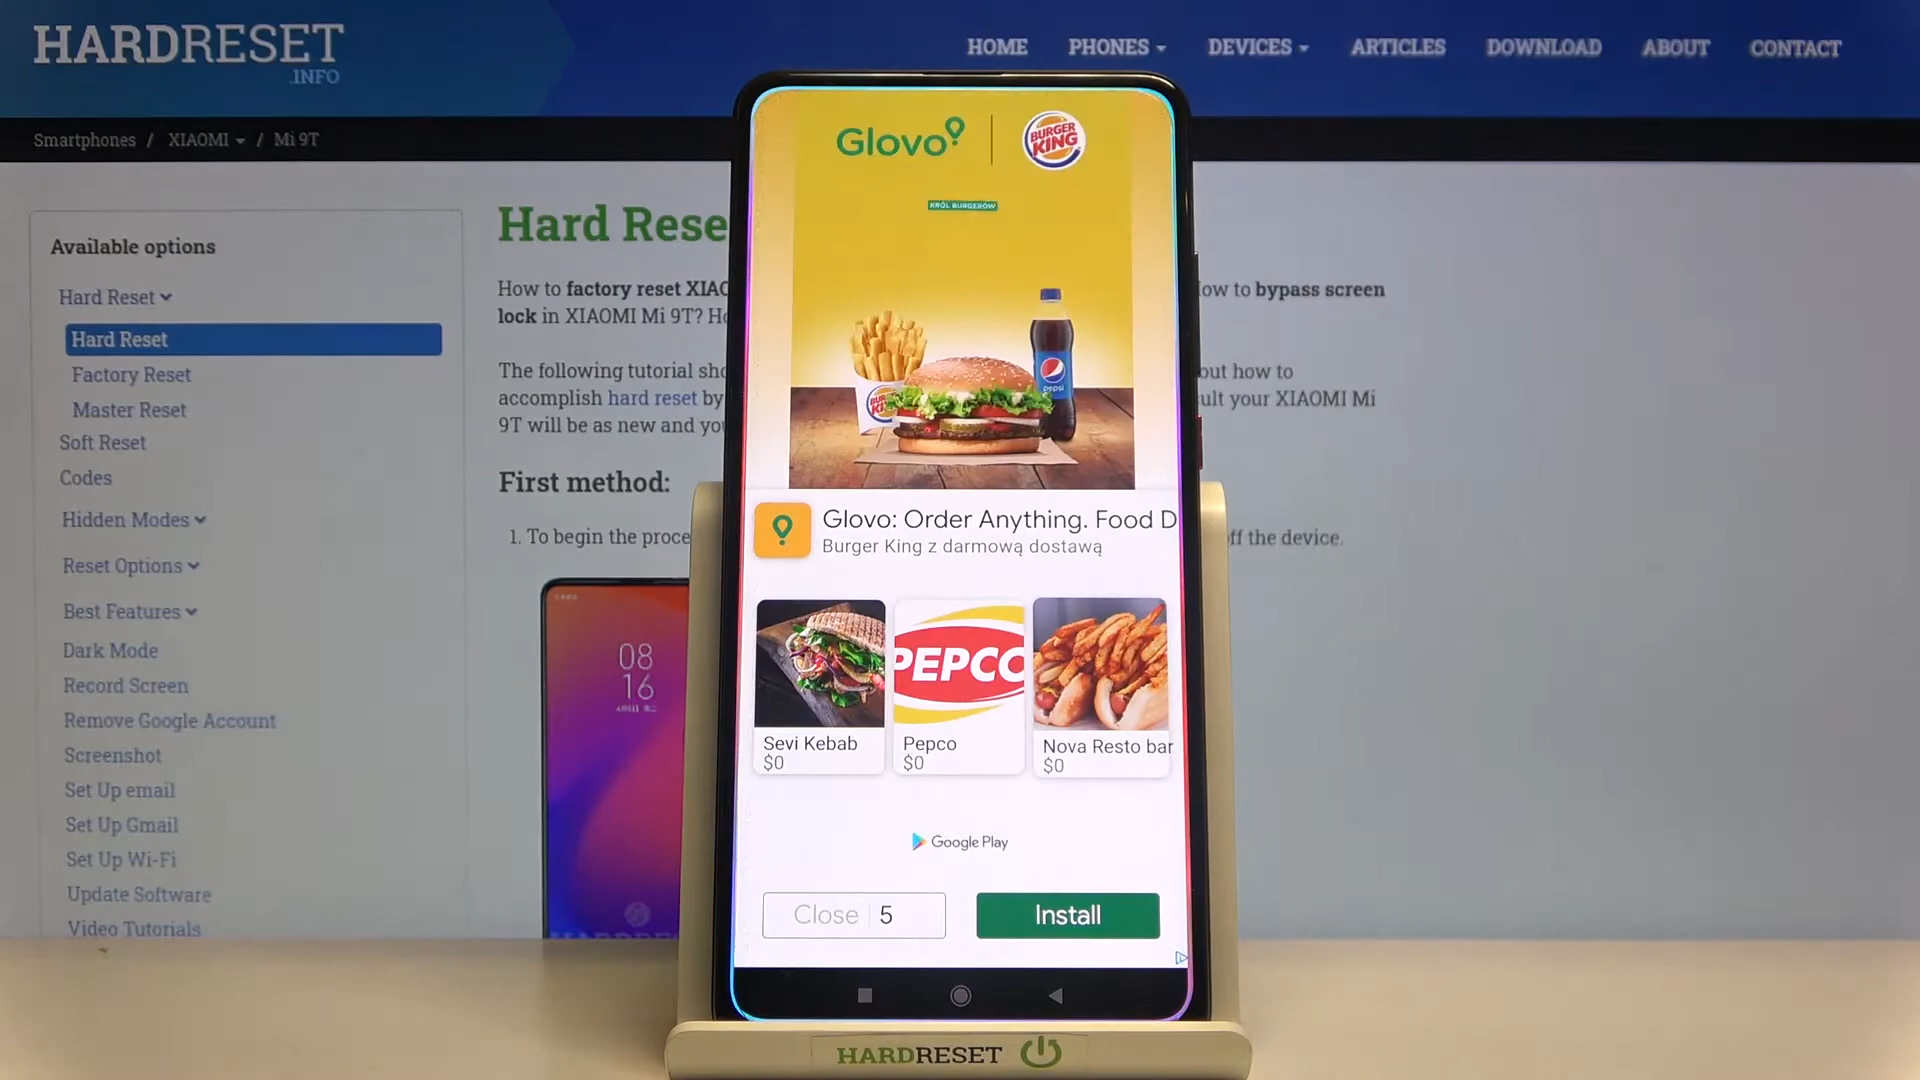 HARDRESET
.INFO
HOME PHONES DEVICES ARTICLES DOWNLOAD ABOUT CONTACT
Smartphones / XIAOMI / Mi 9T
Available options
Hard Reset
Hard Reset
Factory Reset
Master Reset
Soft Reset
Codes
Hidden Modes
Reset Options
Best Features
Dark Mode
Record Screen
Remove Google Account
Screenshot
Set Up email
Set Up Gmail
Set Up Wi-Fi
Update Software
Video Tutorials
Hard Rese
How to factory reset XIAO ow to bypass screen
lock in XIAOMI Mi 9T? Ho
The following tutorial sho out how to
accomplish hard reset by ult your XIAOMI Mi
9T will be as new and you
First method:
1. To begin the proce ff the device.
08
16
Glovo
BURGER
KING
KRÓL BURGERÓW
pepsi
BUR
KI
Glovo: Order Anything. Food D
Burger King z darmową dostawą
PEPCO
Sevi Kebab
$0
Pepco
$0
Nova Resto bar
$0
Google Play
Close 5
Install
HARDRESET